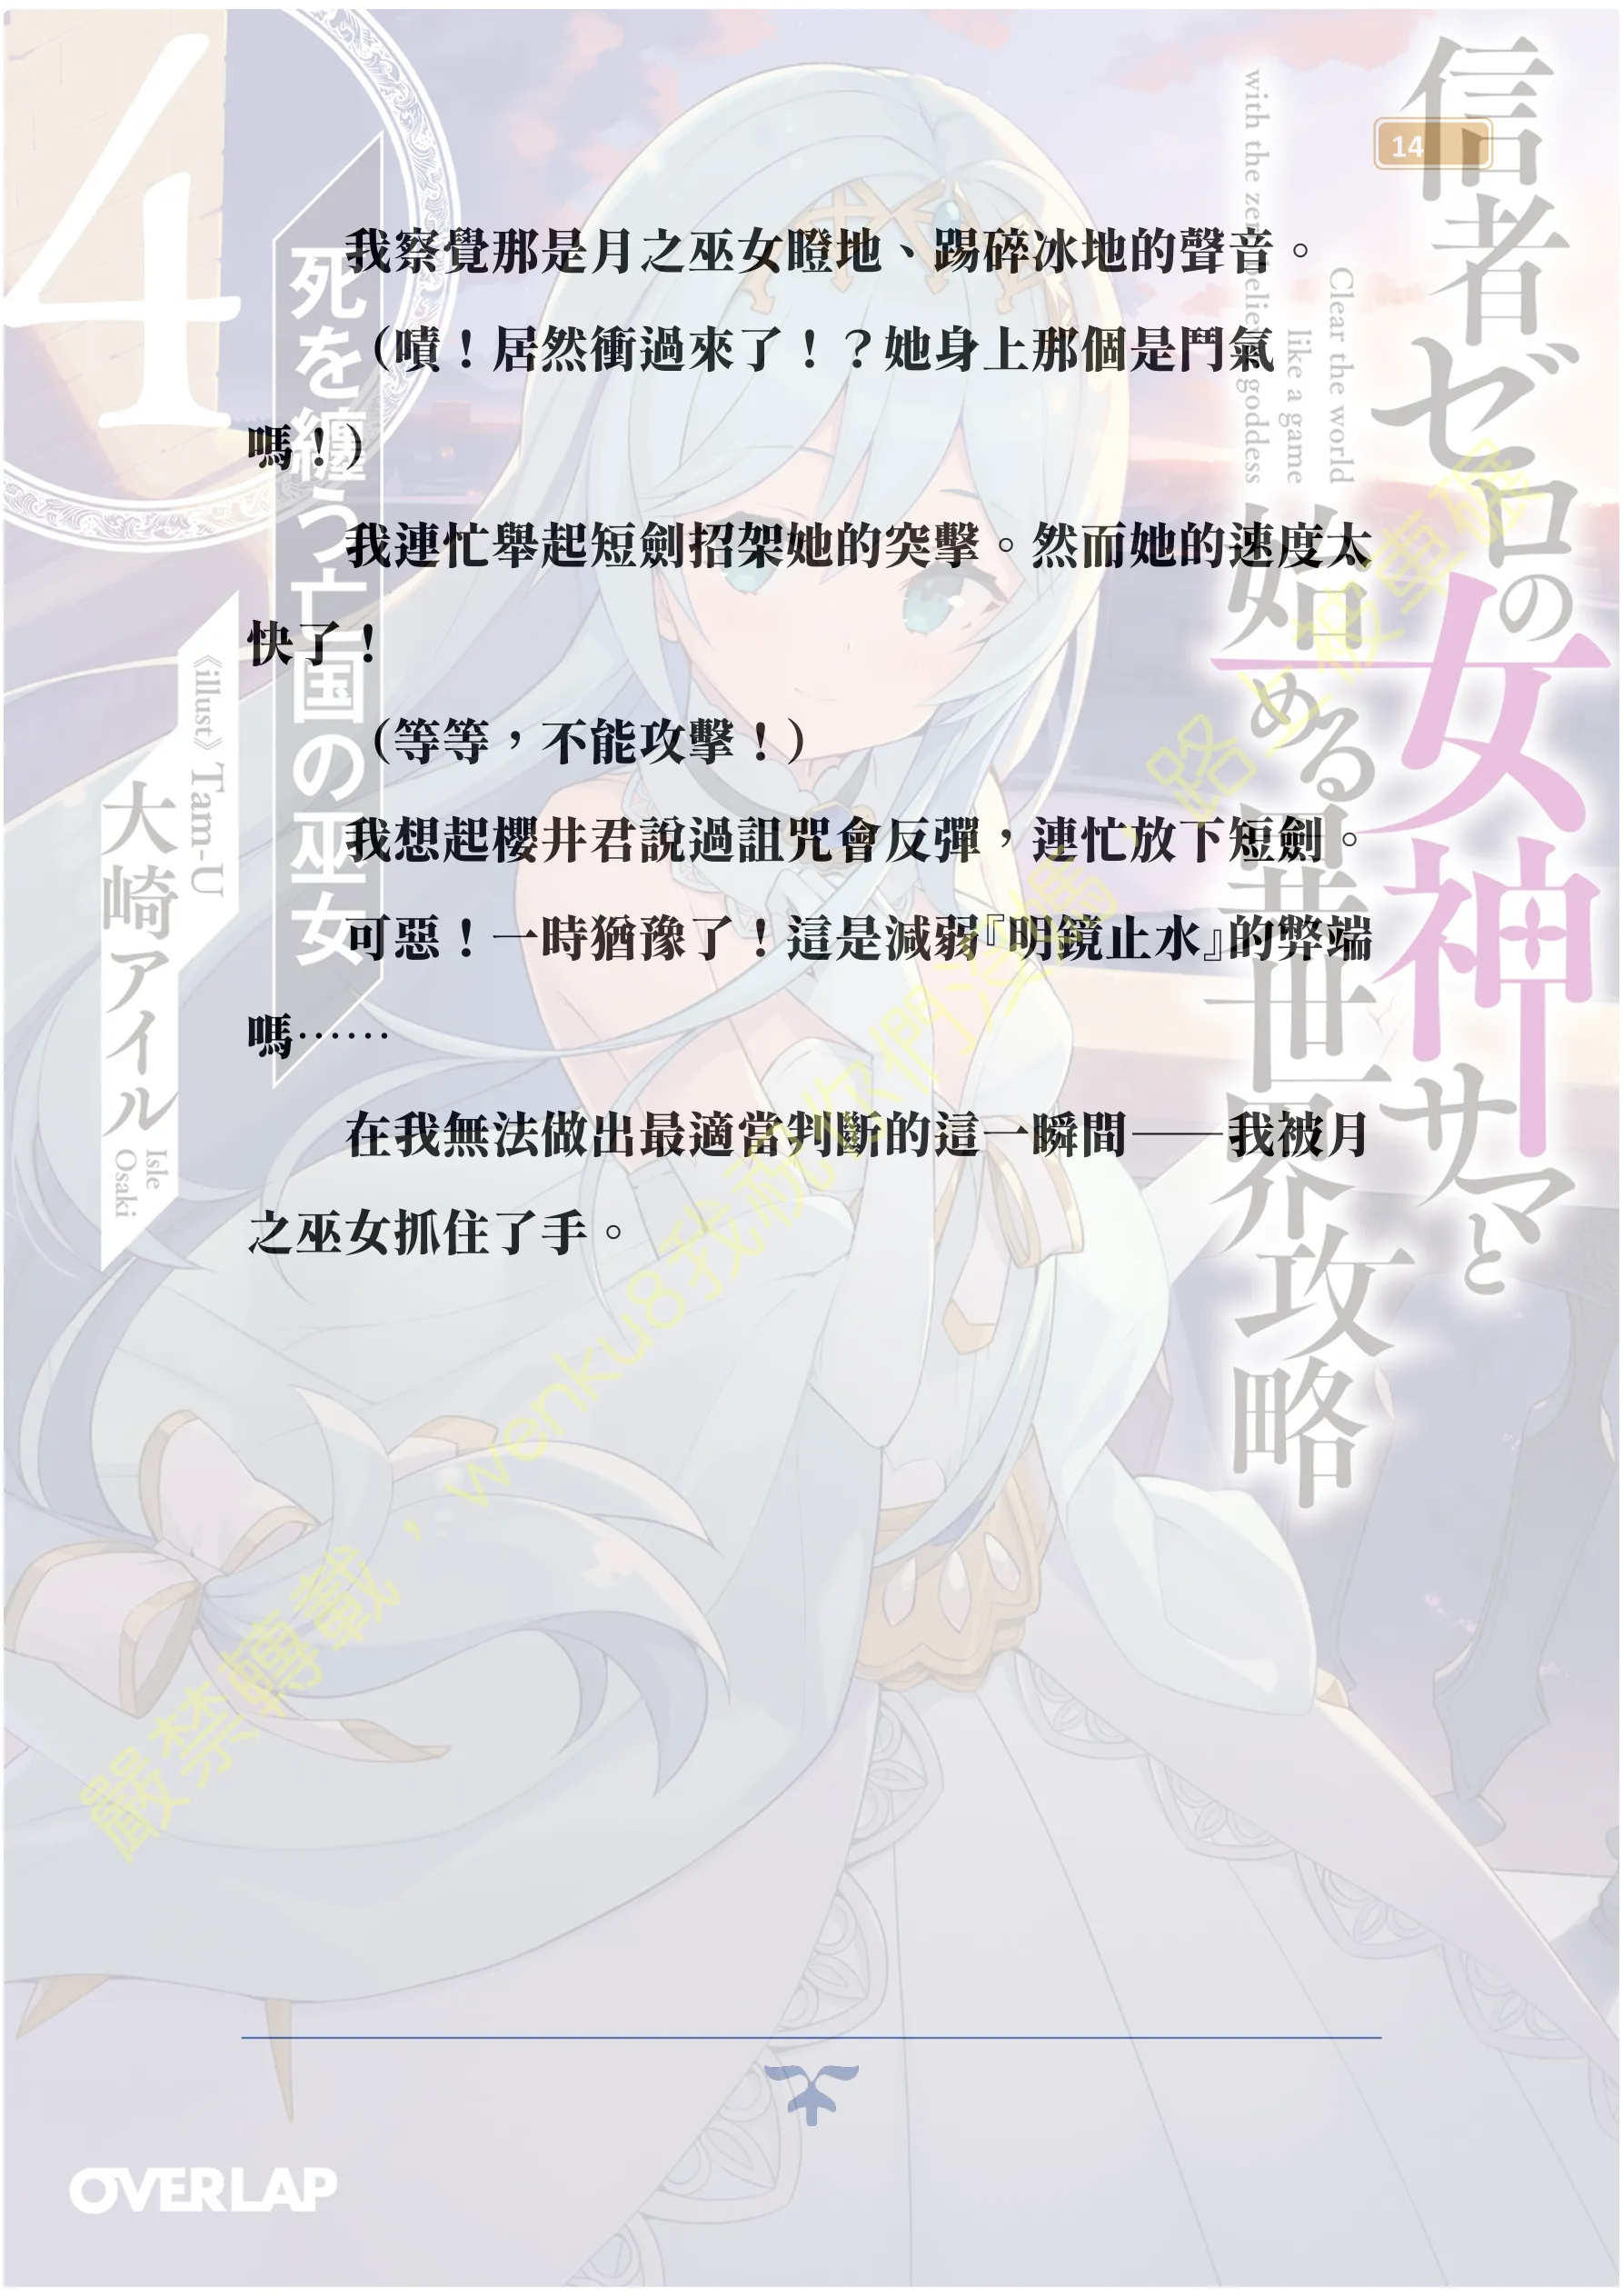 14
我察覺那是月之巫女瞪地、踢碎冰地的聲音。
（嘖！居然衝過來了！？她身上那個是鬥氣
嗎！）
我連忙舉起短劍招架她的突擊。然而她的速度太
快了！
（等等，不能攻擊！）
我想起櫻井君說過詛咒會反彈，連忙放下短劍。
可惡！一時猶豫了！這是減弱『明鏡止水』的弊端
嗎……
在我無法做出最適當判斷的這一瞬間——我被月
之巫女抓住了手。
信者ゼロの女神サマと
始める異世界攻略
Clear the world
like a game
with the zero believer goddess
4
死を纏う亡国の巫女
《illust》Tam-U
大崎アイル
Isle
Osaki
嚴禁轉載，wenku8我祝你們沒媽，路上被車碾
OVERLAP